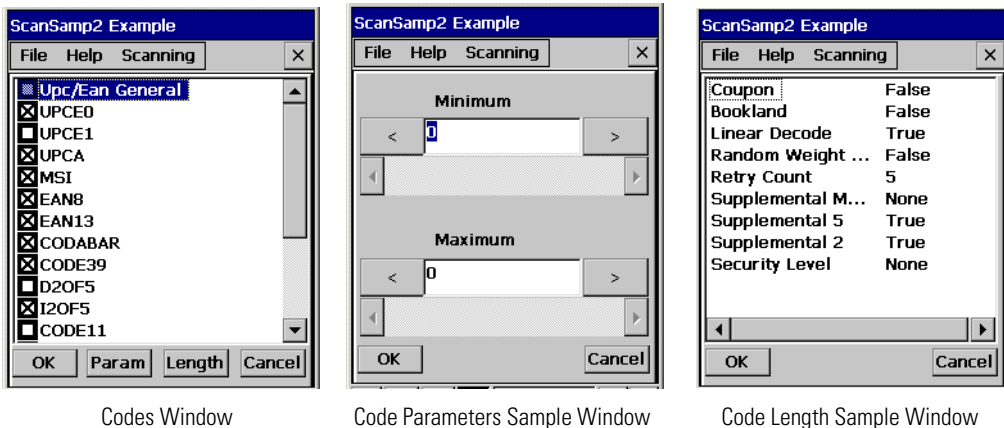 ScanSamp2 Example
File Help Scanning ×
Upc/Ean General
UPCE0
UPCE1
UPCA
MSI
EAN8
EAN13
CODABAR
CODE39
D2OF5
I2OF5
CODE11
OK Param Length Cancel
Codes Window
ScanSamp2 Example
File Help Scanning ×
Minimum
< 0 >
Maximum
< 0 >
OK Cancel
Code Parameters Sample Window
ScanSamp2 Example
File Help Scanning ×
Coupon False
Bookland False
Linear Decode True
Random Weight ... False
Retry Count 5
Supplemental M... None
Supplemental 5 True
Supplemental 2 True
Security Level None
OK Cancel
Code Length Sample Window